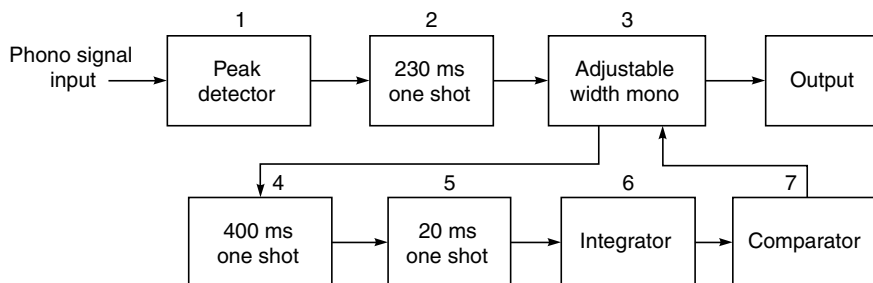 1
2
3
Phono signal
input
Peak
detector
230 ms
one shot
Adjustable
width mono
Output
4
5
6
7
400 ms
one shot
20 ms
one shot
Integrator
Comparator